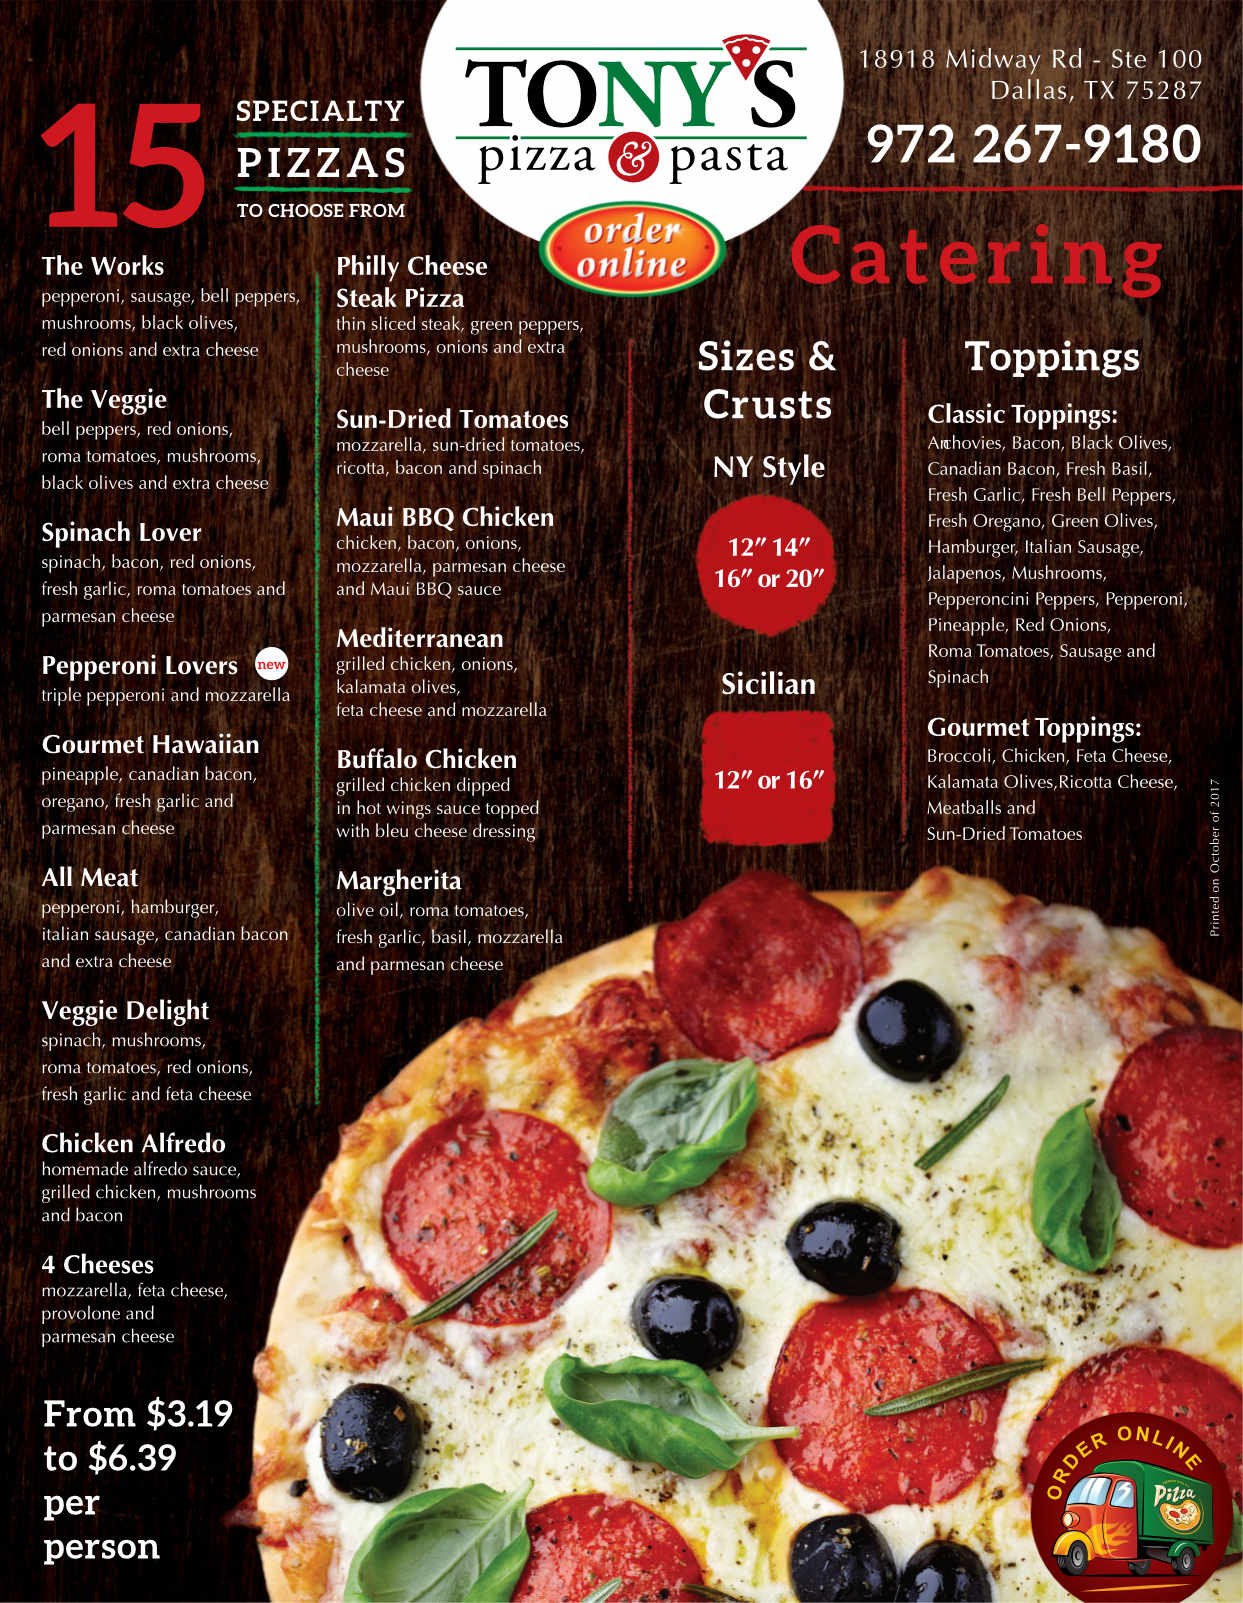 15
SPECIALTY
PIZZAS
TO CHOOSE FROM
TONY'S
pizza & pasta
order
online
18918 Midway Rd - Ste 100
Dallas, TX 75287
972 267-9180
Catering
The Works
pepperoni, sausage, bell peppers,
mushrooms, black olives,
red onions and extra cheese
The Veggie
bell peppers, red onions,
roma tomatoes, mushrooms,
black olives and extra cheese
Spinach Lover
spinach, bacon, red onions,
fresh garlic, roma tomatoes and
parmesan cheese
Pepperoni Lovers new
triple pepperoni and mozzarella
Gourmet Hawaiian
pineapple, canadian bacon,
oregano, fresh garlic and
parmesan cheese
All Meat
pepperoni, hamburger,
italian sausage, canadian bacon
and extra cheese
Veggie Delight
spinach, mushrooms,
roma tomatoes, red onions,
fresh garlic and feta cheese
Chicken Alfredo
homemade alfredo sauce,
grilled chicken, mushrooms
and bacon
4 Cheeses
mozzarella, feta cheese,
provolone and
parmesan cheese
From $3.19
to $6.39
per
person
Philly Cheese
Steak Pizza
thin sliced steak, green peppers,
mushrooms, onions and extra
cheese
Sun-Dried Tomatoes
mozzarella, sun-dried tomatoes,
ricotta, bacon and spinach
Maui BBQ Chicken
chicken, bacon, onions,
mozzarella, parmesan cheese
and Maui BBQ sauce
Mediterranean
grilled chicken, onions,
kalamata olives,
feta cheese and mozzarella
Buffalo Chicken
grilled chicken dipped
in hot wings sauce topped
with bleu cheese dressing
Margherita
olive oil, roma tomatoes,
fresh garlic, basil, mozzarella
and parmesan cheese
Sizes &
Crusts
NY Style
12" 14"
16" or 20"
Sicilian
12" or 16"
Toppings
Classic Toppings:
Bacon, Black Olives,
Canadian Bacon, Fresh Basil,
Fresh Garlic, Fresh Bell Peppers,
Fresh Oregano, Green Olives,
Hamburger, Italian Sausage,
Jalapenos, Mushrooms,
Pepperoncini Peppers, Pepperoni,
Pineapple, Red Onions,
Roma Tomatoes, Sausage and
Spinach
Gourmet Toppings:
Broccoli, Chicken, Feta Cheese,
Kalamata Olives,Ricotta Cheese,
Meatballs and
Sun-Dried Tomatoes
Printed on October of 2017
ORDER ONLINE
Pizza